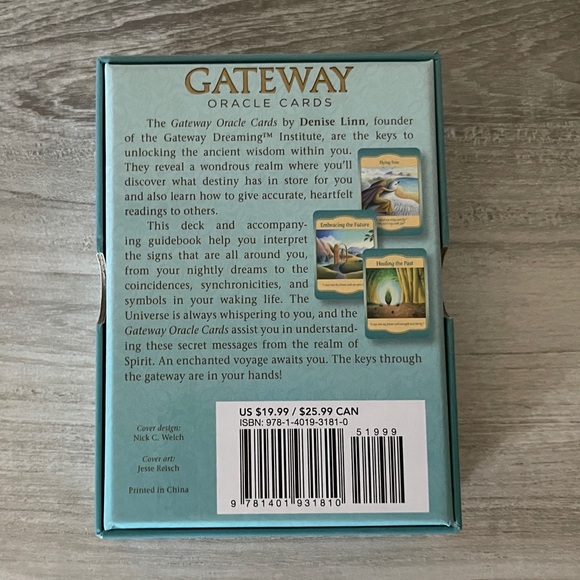 GATEWAY
ORACLE CARDS
The Gateway Oracle Cards by Denise Linn, founder
of the Gateway Dreaming™ Institute, are the keys to
unlocking the ancient wisdom within you.
They reveal a wondrous realm where you'll
discover what destiny has in store for you
and also learn how to give accurate, heartfelt
readings to others.
This deck and accompany-
ing guidebook help you interpret
the signs that are all around you,
from your nightly dreams to the
coincidences, synchronicities, and
symbols in your waking life. The
Universe is always whispering to you, and the
Gateway Oracle Cards assist you in understand-
ing these secret messages from the realm of
Spirit. An enchanted voyage awaits you. The keys through
the gateway are in your hands!
Flying Free
Embracing the Future
Healing the Past
Cover design:
Nick C. Welch
Cover art:
Jesse Reisch
Printed in China
US $19.99 / $25.99 CAN
ISBN: 978-1-4019-3181-0
51999
9 781401 931810